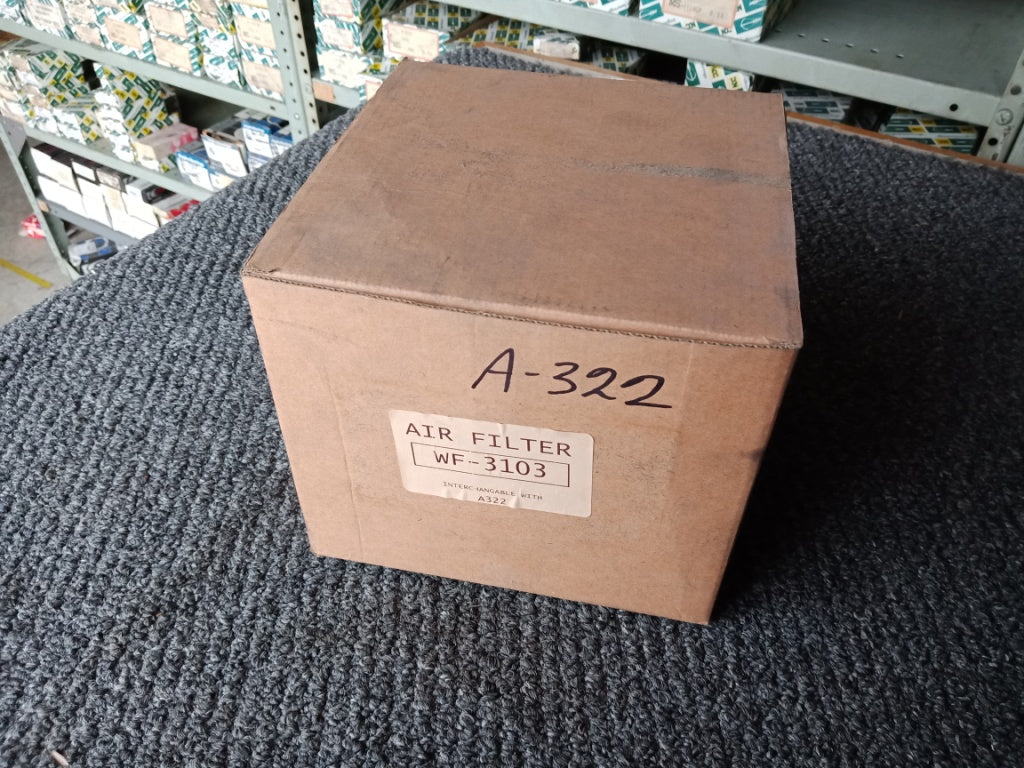 A-322
AIR FILTER
WF-3103
INTERCHANGABLE WITH
A322